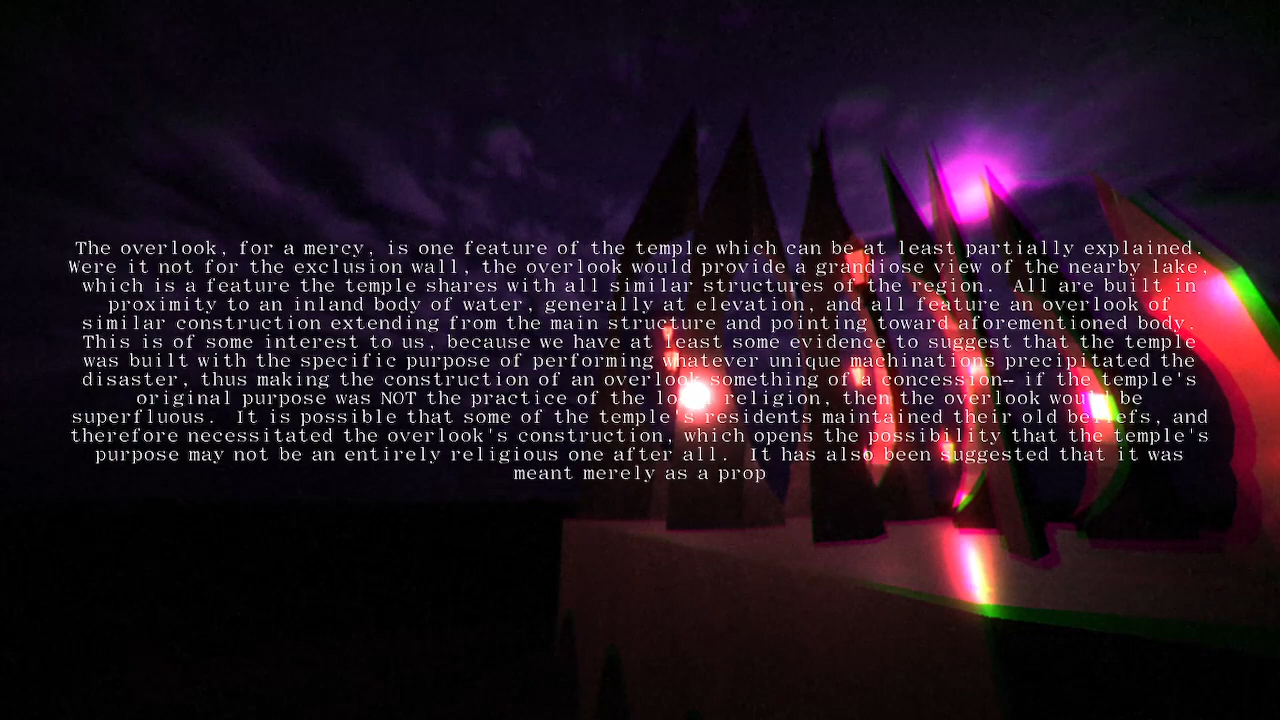 The overlook, for a mercy, is one feature of the temple which can be at least partially explained.
Were it not for the exclusion wall, the overlook would provide a grandiose view of the nearby lake,
which is a feature the temple shares with all similar structures of the region.  All are built in
proximity to an inland body of water, generally at elevation, and all feature an overlook of
similar construction extending from the main structure and pointing toward aforementioned body.
This is of some interest to us, because we have at least some evidence to suggest that the temple
was built with the specific purpose of performing whatever unique machinations precipitated the
disaster, thus making the construction of an overlook something of a concession-- if the temple's
original purpose was NOT the practice of the local religion, then the overlook would be
superfluous.  It is possible that some of the temple's residents maintained their old beliefs, and
therefore necessitated the overlook's construction, which opens the possibility that the temple's
purpose may not be an entirely religious one after all.  It has also been suggested that it was
meant merely as a prop